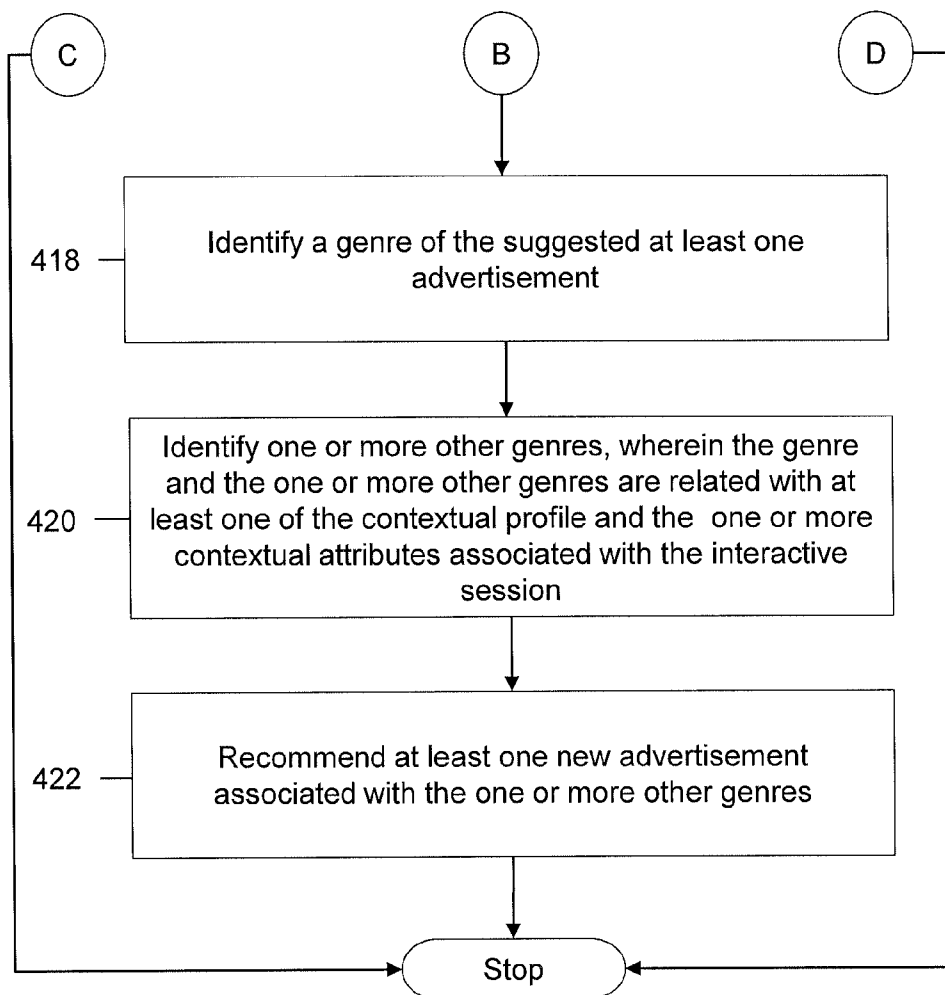 C
B
D
418
Identify a genre of the suggested at least one
advertisement
420
Identify one or more other genres, wherein the genre
and the one or more other genres are related with at
least one of the contextual profile and the one or more
contextual attributes associated with the interactive
session
422
Recommend at least one new advertisement
associated with the one or more other genres
Stop